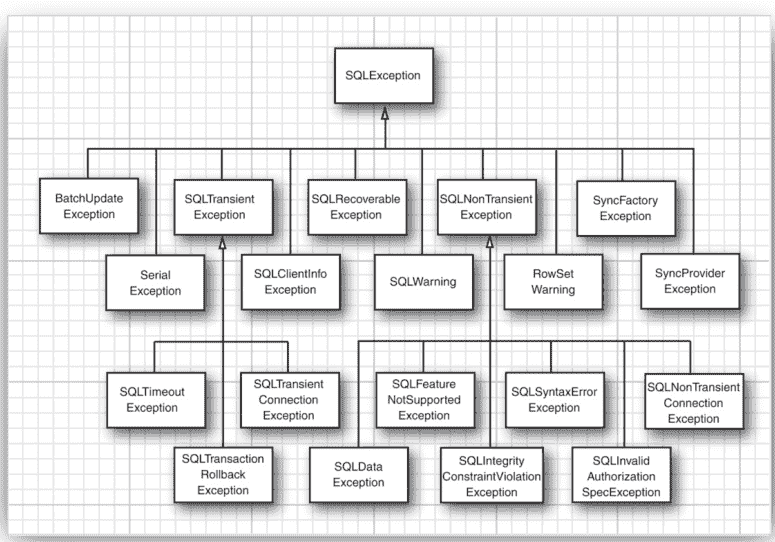 SQLException
BatchUpdate
Exception
SQLTransient
Exception
SQLRecoverable
Exception
SQLNonTransient
Exception
SyncFactory
Exception
Serial
Exception
SQLClientInfo
Exception
SQLWarning
RowSet
Warning
SyncProvider
Exception
SQLTimeout
Exception
SQLTransient
Connection
Exception
SQLFeature
NotSupported
Exception
SQLSyntaxError
Exception
SQLNonTransient
Connection
Exception
SQLTransaction
Rollback
Exception
SQLData
Exception
SQLIntegrity
ConstraintViolation
Exception
SQLInvalid
Authorization
SpecException